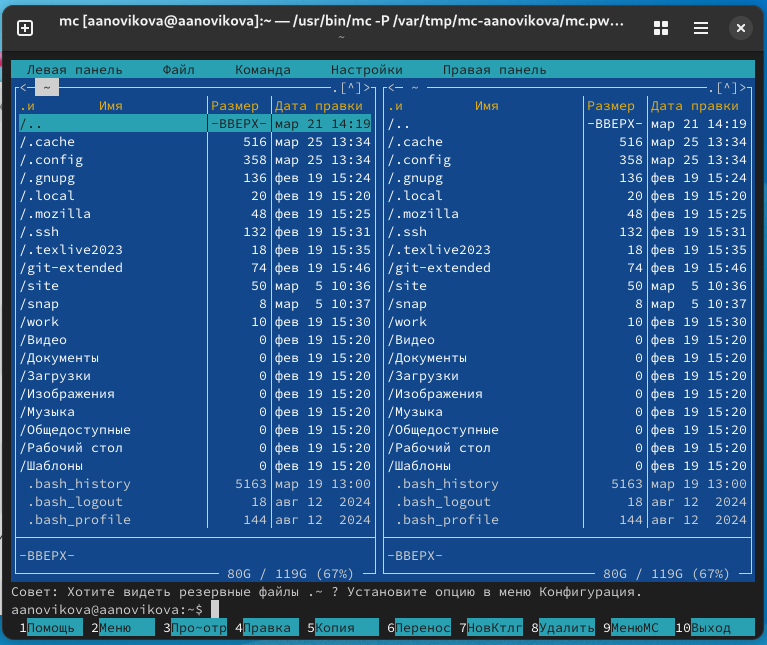 mc [aanovikova@aanovikova]:~ — /usr/bin/mc -P /var/tmp/mc-aanovikova/mc.pw...
~
Левая панель Файл Команда Настройки Правая панель
<─ ~ ─.[^]> <─ ~ ─.[^]>
.и Имя Размер Дата правки .и Имя Размер Дата правки
/.. -ВВЕРХ- мар 21 14:19 /.. -ВВЕРХ- мар 21 14:19
/.cache 516 мар 25 13:34 /.cache 516 мар 25 13:34
/.config 358 мар 25 13:34 /.config 358 мар 25 13:34
/.gnupg 136 фев 19 15:24 /.gnupg 136 фев 19 15:24
/.local 20 фев 19 15:20 /.local 20 фев 19 15:20
/.mozilla 48 фев 19 15:25 /.mozilla 48 фев 19 15:25
/.ssh 132 фев 19 15:31 /.ssh 132 фев 19 15:31
/.texlive2023 18 фев 19 15:35 /.texlive2023 18 фев 19 15:35
/git-extended 74 фев 19 15:46 /git-extended 74 фев 19 15:46
/site 50 мар 5 10:36 /site 50 мар 5 10:36
/snap 8 мар 5 10:37 /snap 8 мар 5 10:37
/work 10 фев 19 15:30 /work 10 фев 19 15:30
/Видео 0 фев 19 15:20 /Видео 0 фев 19 15:20
/Документы 0 фев 19 15:20 /Документы 0 фев 19 15:20
/Загрузки 0 фев 19 15:20 /Загрузки 0 фев 19 15:20
/Изображения 0 фев 19 15:20 /Изображения 0 фев 19 15:20
/Музыка 0 фев 19 15:20 /Музыка 0 фев 19 15:20
/Общедоступные 0 фев 19 15:20 /Общедоступные 0 фев 19 15:20
/Рабочий стол 0 фев 19 15:20 /Рабочий стол 0 фев 19 15:20
/Шаблоны 0 фев 19 15:20 /Шаблоны 0 фев 19 15:20
.bash_history 5163 мар 19 13:00 .bash_history 5163 мар 19 13:00
.bash_logout 18 авг 12 2024 .bash_logout 18 авг 12 2024
.bash_profile 144 авг 12 2024 .bash_profile 144 авг 12 2024
-ВВЕРХ- -ВВЕРХ-
80G / 119G (67%) 80G / 119G (67%)
Совет: Хотите видеть резервные файлы .~ ? Установите опцию в меню Конфигурация.
aanovikova@aanovikova:~$
1Помощь 2Меню 3Про~отр 4Правка 5Копия 6Перенос 7НовКтлг 8Удалить 9МенюМС 10Выход